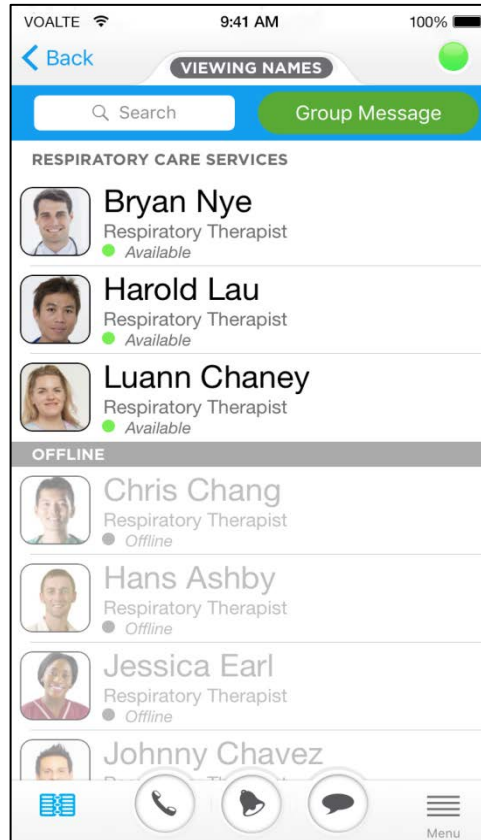 VOALTE 9:41 AM 100%
Back
VIEWING NAMES
Search Group Message
RESPIRATORY CARE SERVICES
Bryan Nye
Respiratory Therapist
Available
Harold Lau
Respiratory Therapist
Available
Luann Chaney
Respiratory Therapist
Available
OFFLINE
Chris Chang
Respiratory Therapist
Offline
Hans Ashby
Respiratory Therapist
Offline
Jessica Earl
Respiratory Therapist
Offline
Johnny Chavez
Menu